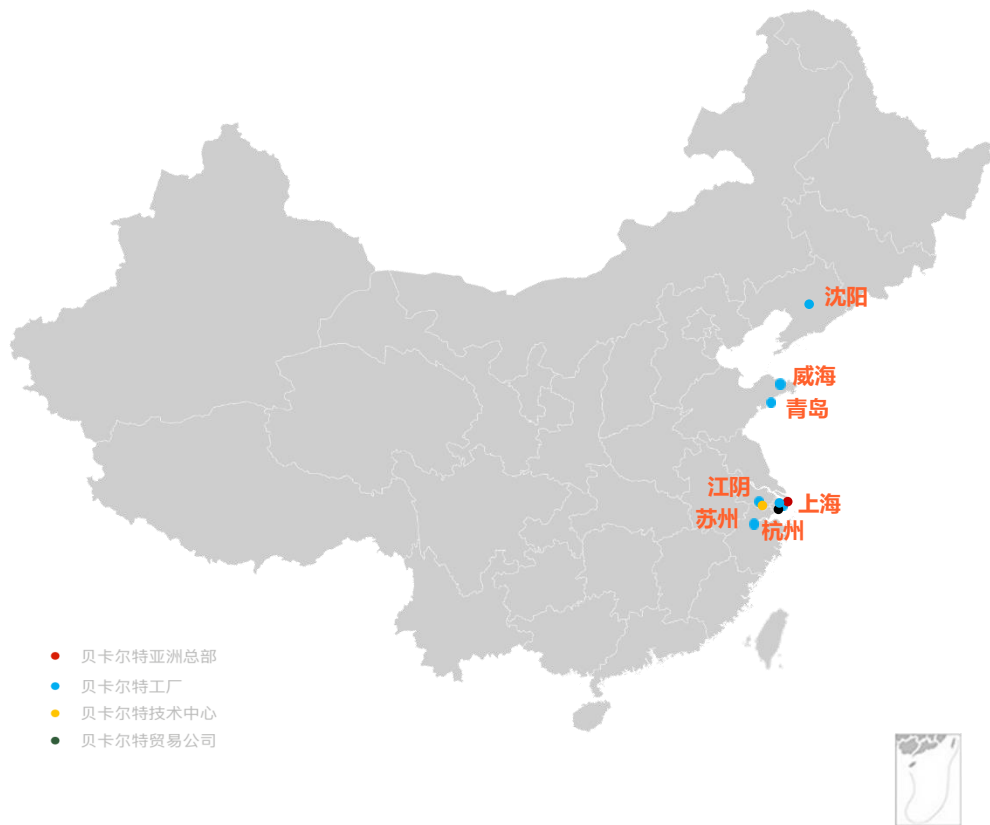 沈阳
威海
青岛
江阴
上海
苏州
杭州
贝卡尔特亚洲总部
贝卡尔特工厂
贝卡尔特技术中心
贝卡尔特贸易公司